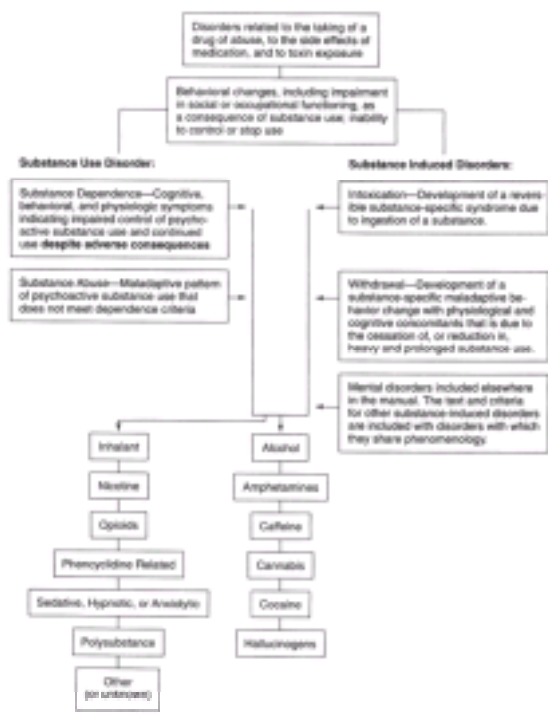 Disorders related to the taking of a
drug of abuse, to the side effects of
medication, and to toxin exposure
Behavioral changes, including impairment
in social or occupational functioning, as
a consequence of substance use; inability
to control or stop use
Substance Use Disorder:
Substance Dependence—Cognitive,
behavioral, and physiologic symptoms
indicating impaired control of psycho-
active substance use and continued
use despite adverse consequences
Substance Abuse—Maladaptive pattern
of psychoactive substance use that
does not meet dependence criteria
Substance Induced Disorders:
Intoxication—Development of a revers-
ible substance-specific syndrome due
to ingestion of a substance.
Withdrawal—Development of a
substance-specific maladaptive be-
havior change with physiological and
cognitive concomitants that is due to
the cessation of, or reduction in,
heavy and prolonged substance use.
Mental disorders included elsewhere
in the manual. The text and criteria
for other substance-induced disorders
are included with disorders with which
they share phenomenology.
Inhalant
Nicotine
Opioids
Phencyclidine Related
Sedative, Hypnotic, or Anxiolytic
Polysubstance
Other
(or unknown)
Alcohol
Amphetamines
Caffeine
Cannabis
Cocaine
Hallucinogens